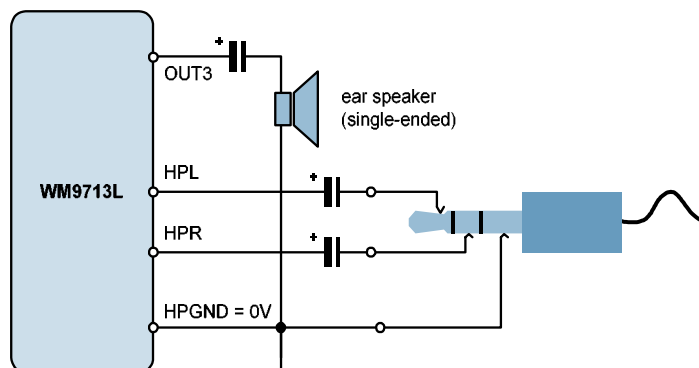 +
OUT3
ear speaker
(single-ended)
WM9713L
HPL
+
HPR
+
HPGND = 0V